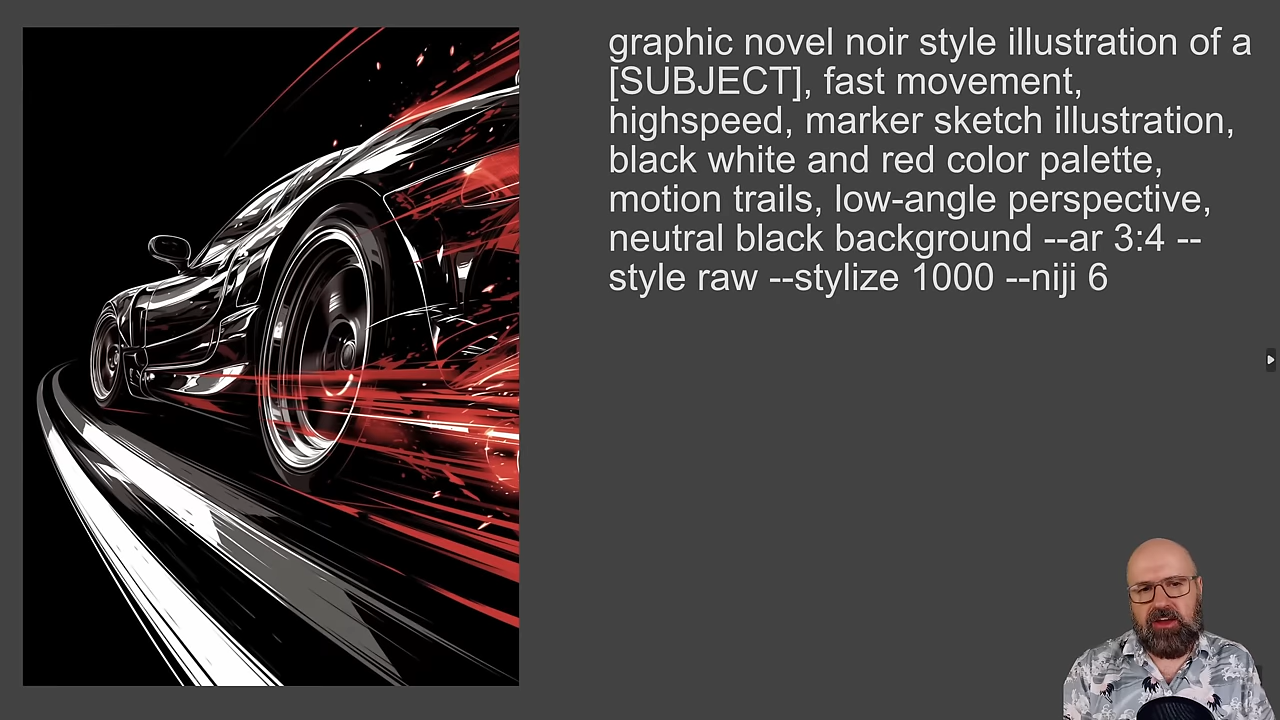 graphic novel noir style illustration of a
[SUBJECT], fast movement,
highspeed, marker sketch illustration,
black white and red color palette,
motion trails, low-angle perspective,
neutral black background --ar 3:4 --
style raw --stylize 1000 --niji 6